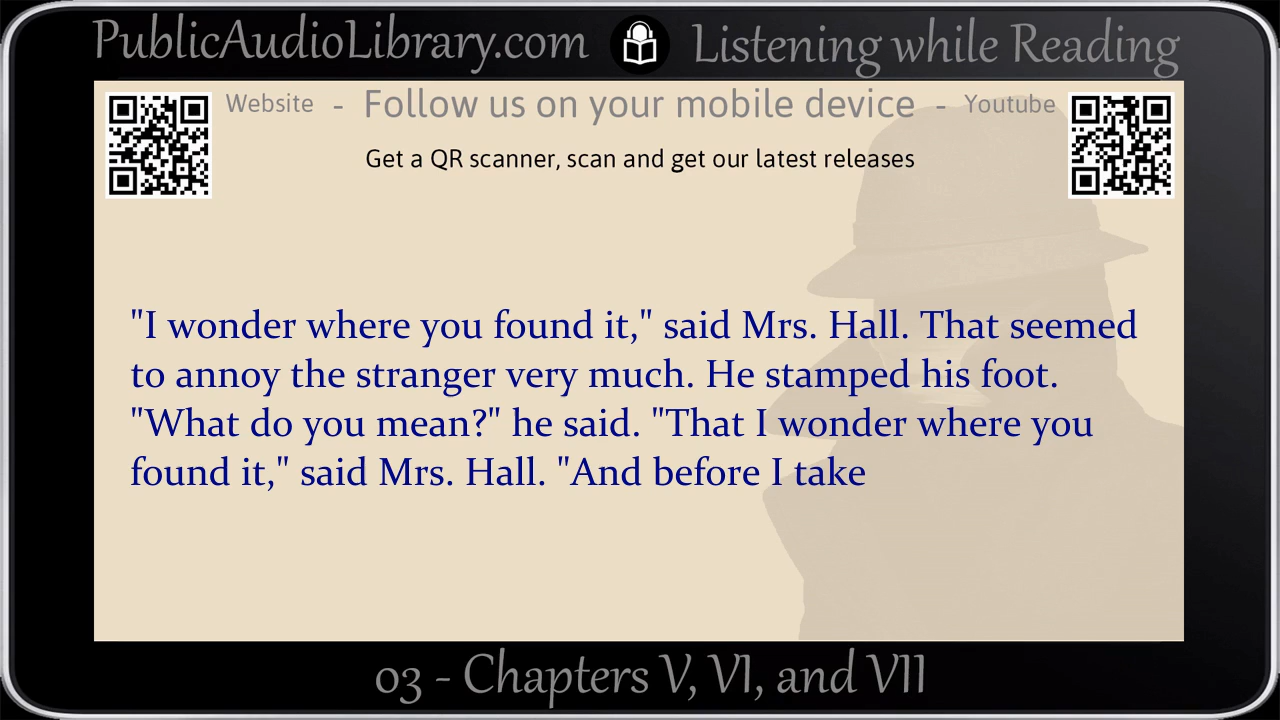 PublicAudioLibrary.com Listening while Reading
Website - Follow us on your mobile device - Youtube
Get a QR scanner, scan and get our latest releases
"I wonder where you found it," said Mrs. Hall. That seemed
to annoy the stranger very much. He stamped his foot.
"What do you mean?" he said. "That I wonder where you
found it," said Mrs. Hall. "And before I take
03 - Chapters V, VI, and VII